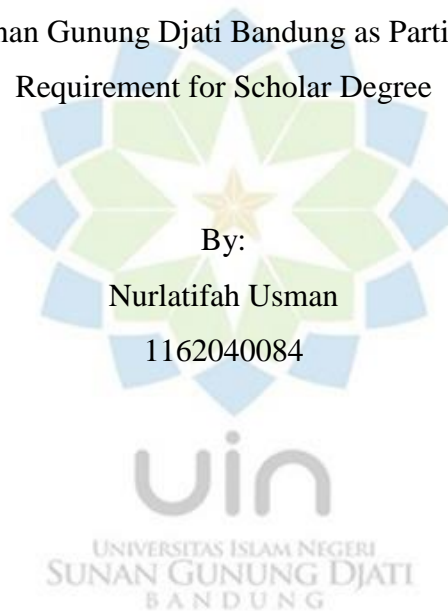 nan Gunung Djati Bandung as Parti
Requirement for Scholar Degree
By:
Nurlatifah Usman
1162040084
uin
UNIVERSITAS ISLAM NEGERI
SUNAN GUNUNG DJATI
BANDUNG